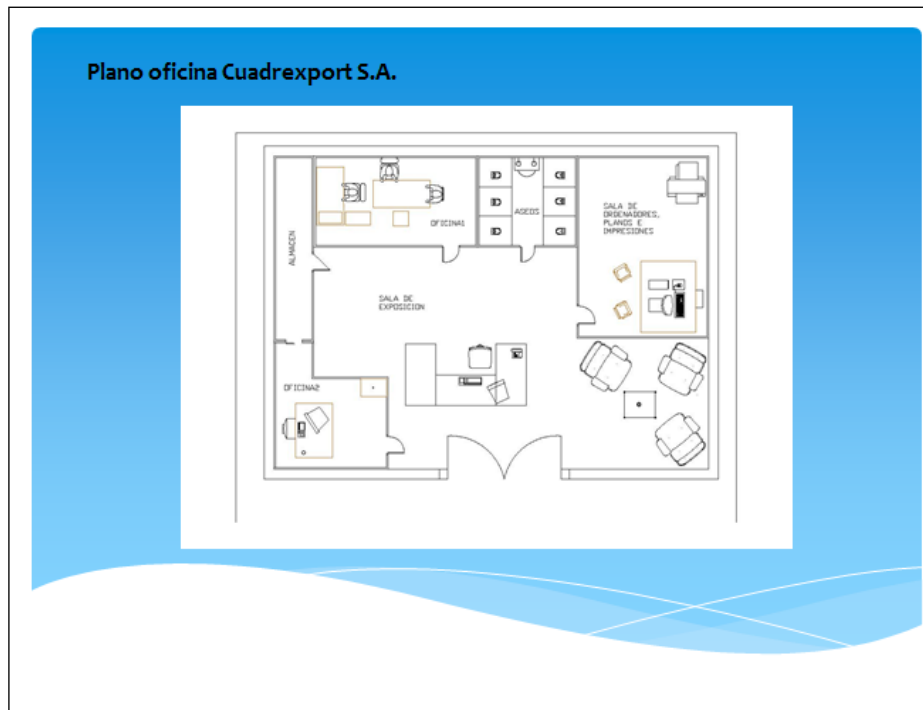 Plano oficina Cuadrexport S.A.
ALMACEN
OFICINA1
ASEOS
SALA DE
ORDENADORES,
PLANOS E
IMPRESIONES
SALA DE
EXPOSICION
OFICINA2